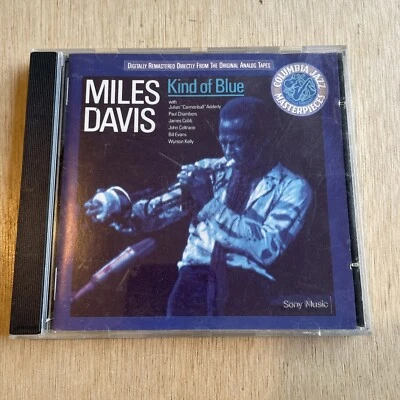 DIGITALLY REMASTERED DIRECTLY FROM THE ORIGINAL ANALOG TAPES
MILES
DAVIS
Kind of Blue
with
Julian "Cannonball" Adderly
Paul Chambers
James Cobb
John Coltrane
Bill Evans
Wynton Kelly
COLUMBIA JAZZ
MASTERPIECES
Sony Music